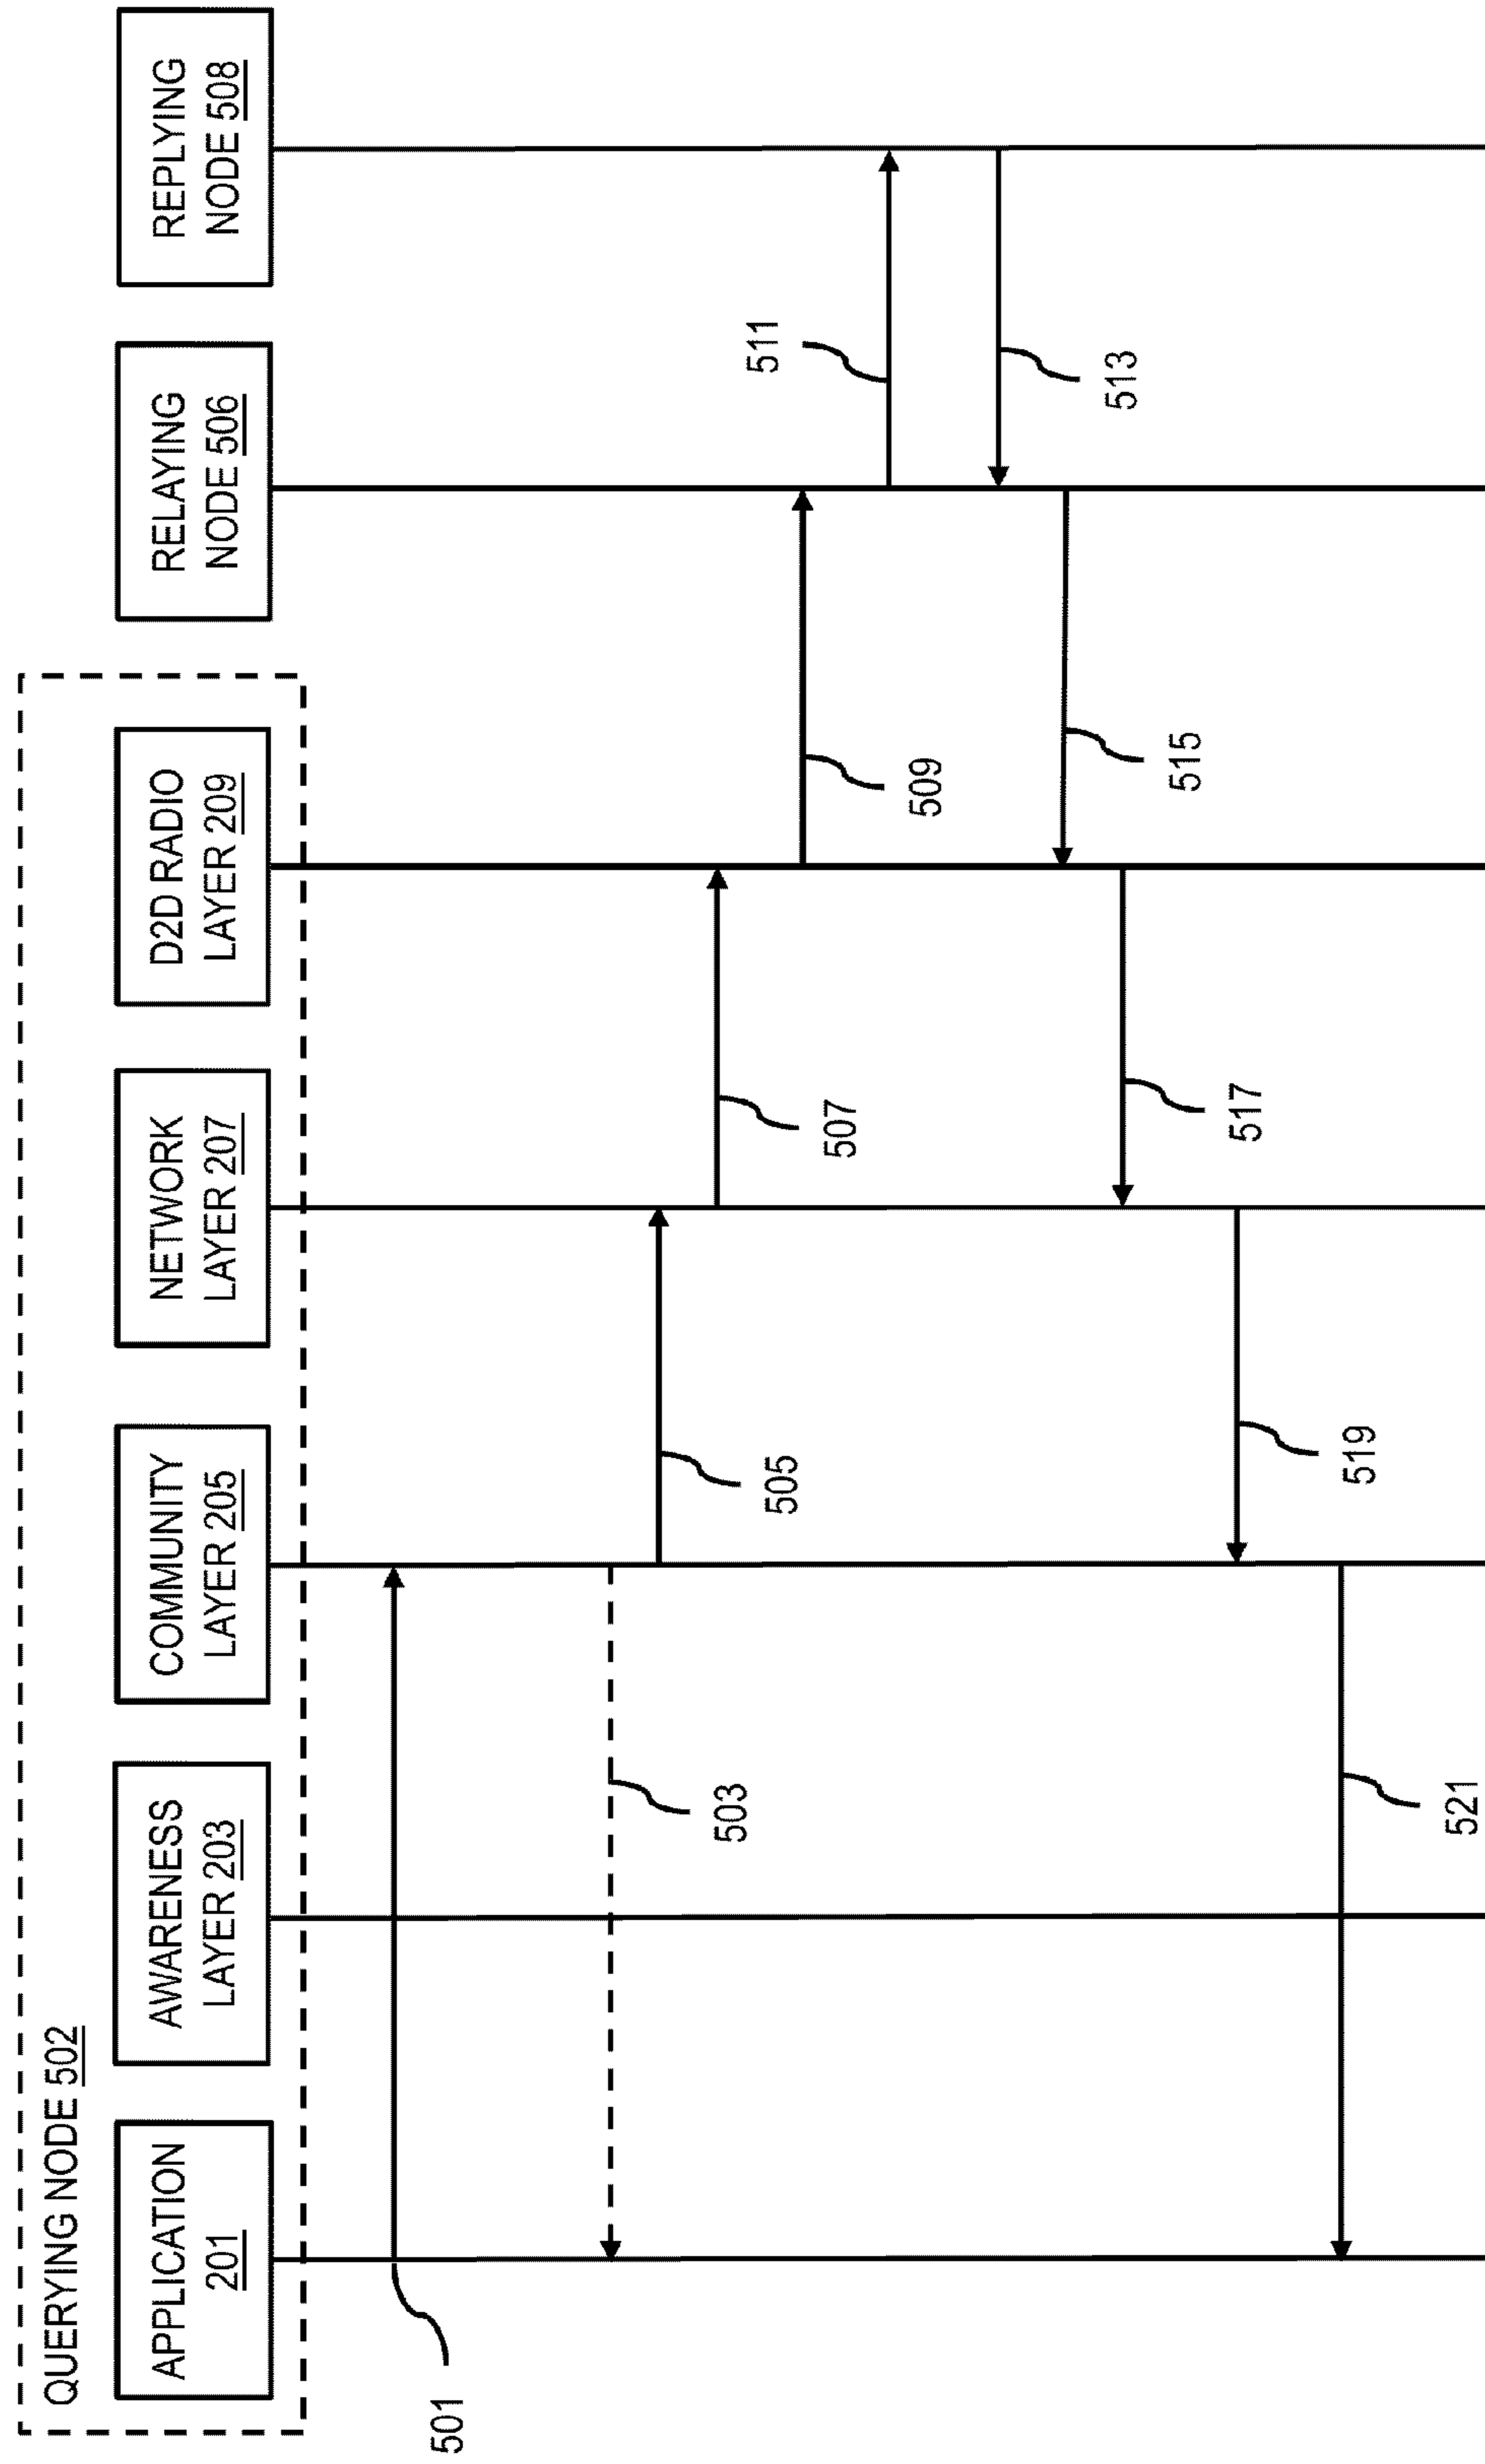 QUERYING NODE 502
APPLICATION
201
AWARENESS
LAYER 203
COMMUNITY
LAYER 205
NETWORK
LAYER 207
D2D RADIO
LAYER 209
RELAYING
NODE 506
REPLYING
NODE 508
501
503
505
507
509
511
513
515
517
519
521